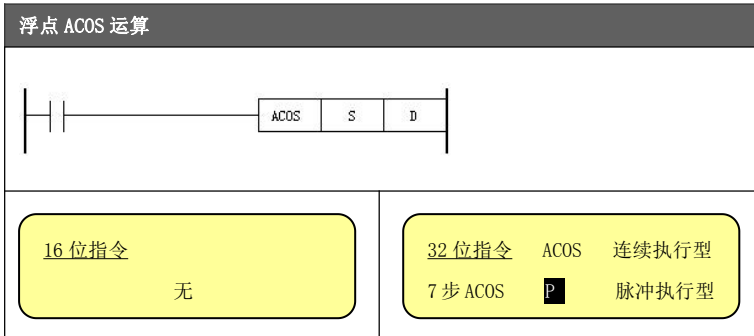 浮点 ACOS 运算
ACOS S D
16 位指令
无
32 位指令 ACOS 连续执行型
7 步 ACOS P 脉冲执行型